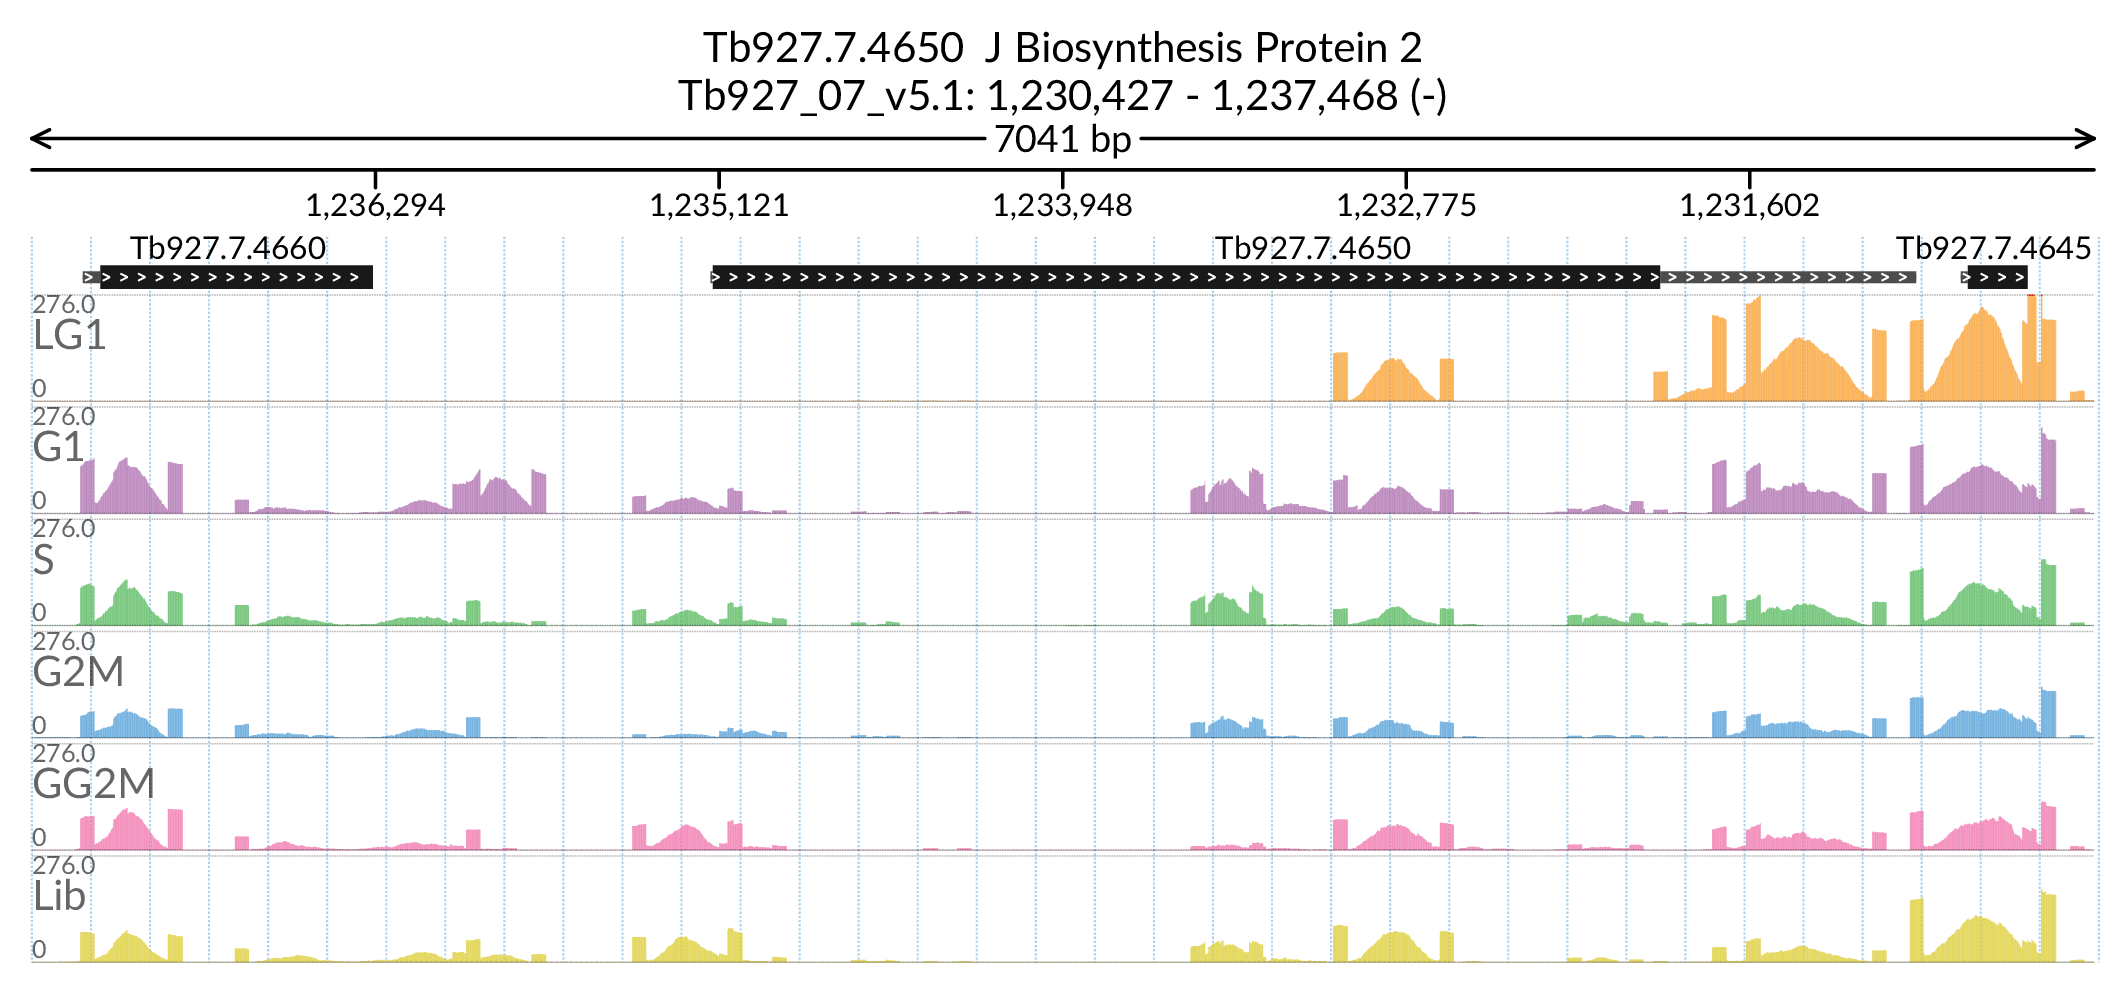 Tb927.7.4650 J Biosynthesis Protein 2
Tb927_07_v5.1: 1,230,427 - 1,237,468 (-)
7041 bp
1,236,294 1,235,121 1,233,948 1,232,775 1,231,602
Tb927.7.4660 Tb927.7.4650 Tb927.7.4645
276.0
LG1
0
276.0
G1
0
276.0
S
0
276.0
G2M
0
276.0
GG2M
0
276.0
Lib
0